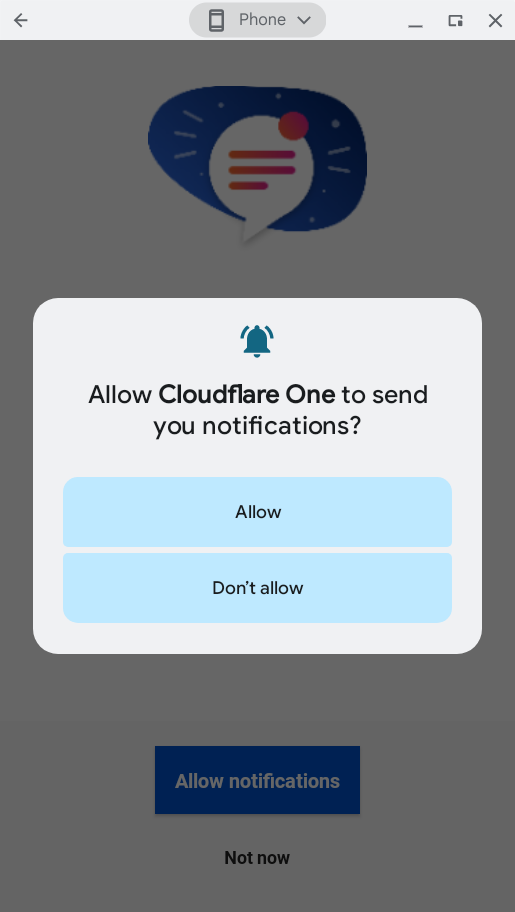 Phone
Allow Cloudflare One to send
you notifications?
Allow
Don’t allow
Allow notifications
Not now